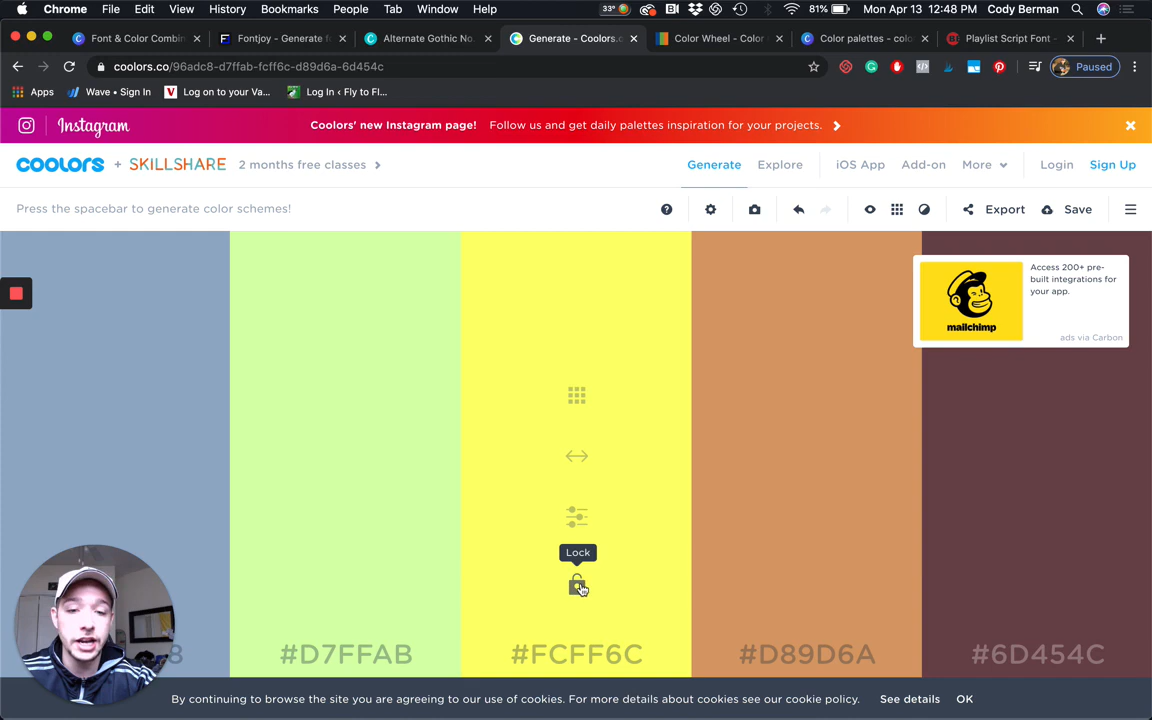 Chrome File Edit View History Bookmarks People Tab Window Help 33° 81% Mon Apr 13 12:48 PM Cody Berman
Font & Color Combin Fontjoy - Generate f Alternate Gothic No. Generate - Coolors.c Color Wheel - Color Color palettes - colo Playlist Script Font -
coolors.co/96adc8-d7ffab-fcff6c-d89d6a-6d454c Paused
Apps Wave • Sign In Log on to your Va... Log In ‹ Fly to Fl...
Instagram Coolors' new Instagram page! Follow us and get daily palettes inspiration for your projects.
coolors + SKILLSHARE 2 months free classes Generate Explore iOS App Add-on More Login Sign Up
Press the spacebar to generate color schemes! Export Save
Access 200+ pre-
built integrations for
your app.
mailchimp
ads via Carbon
Lock
8 #D7FFAB #FCFF6C #D89D6A #6D454C
By continuing to browse the site you are agreeing to our use of cookies. For more details about cookies see our cookie policy. See details OK